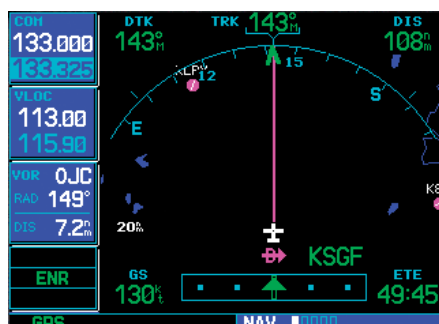 COM
133.000
133.325
VLOC
113.00
115.90
VOR OJC
RAD 149°
DIS 7.2nm
ENR
GPS
DTK
143°M
TRK 143°M
DIS
108nm
12
15
E
S
20nm
KSGF
GS
130kt
ETE
49:45
NAV